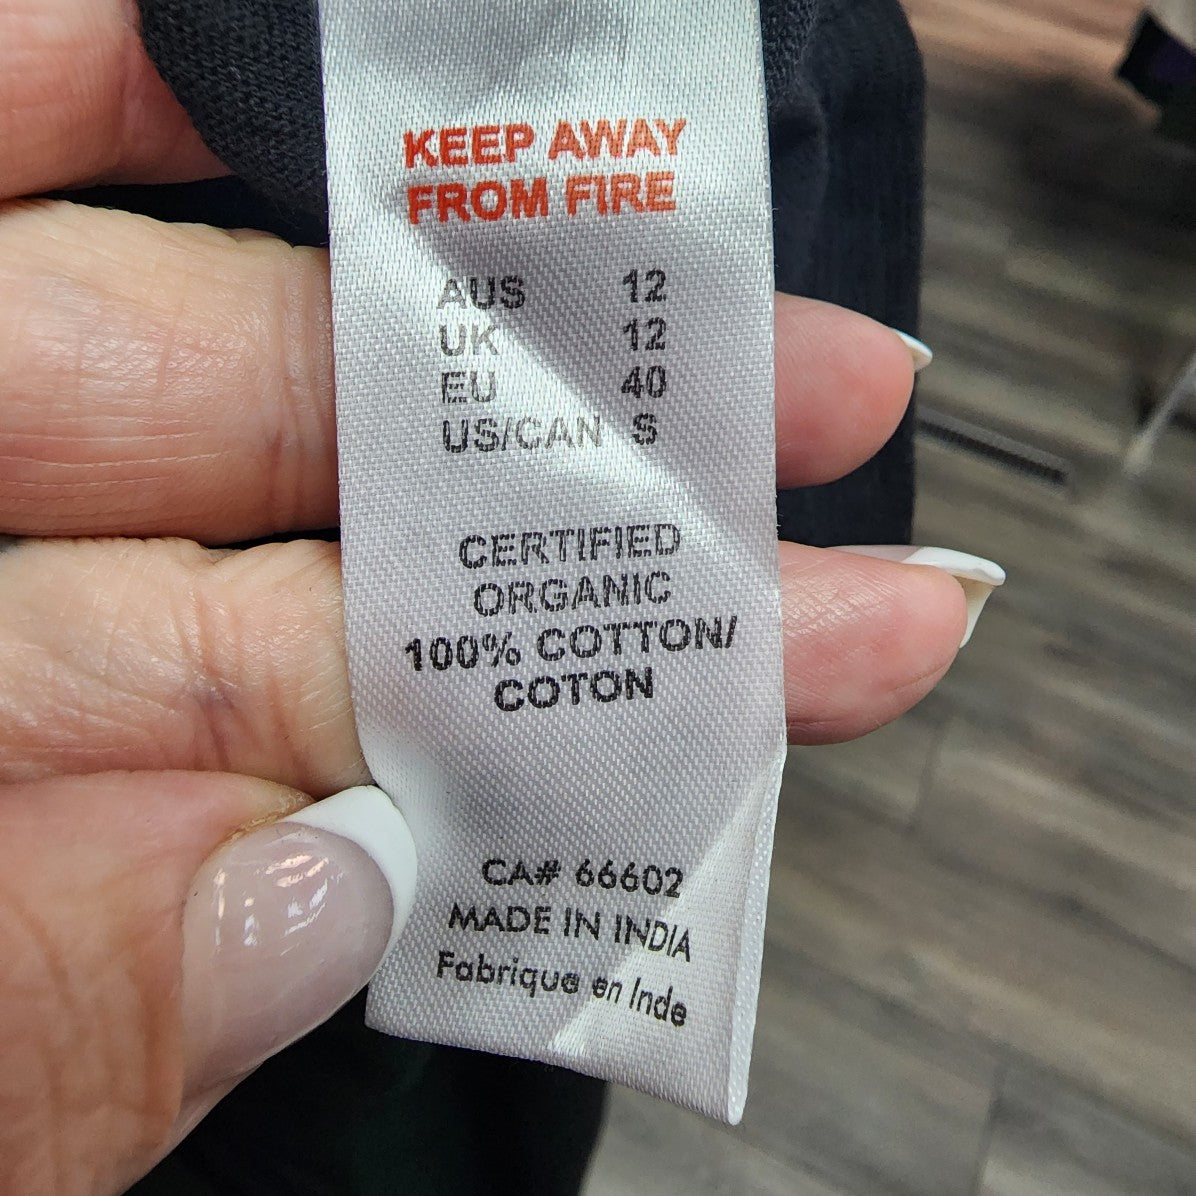 KEEP AWAY
FROM FIRE
AUS 12
UK 12
EU 40
US/CAN S
CERTIFIED
ORGANIC
100% COTTON/
COTON
CA# 66602
MADE IN INDIA
Fabrique en Inde